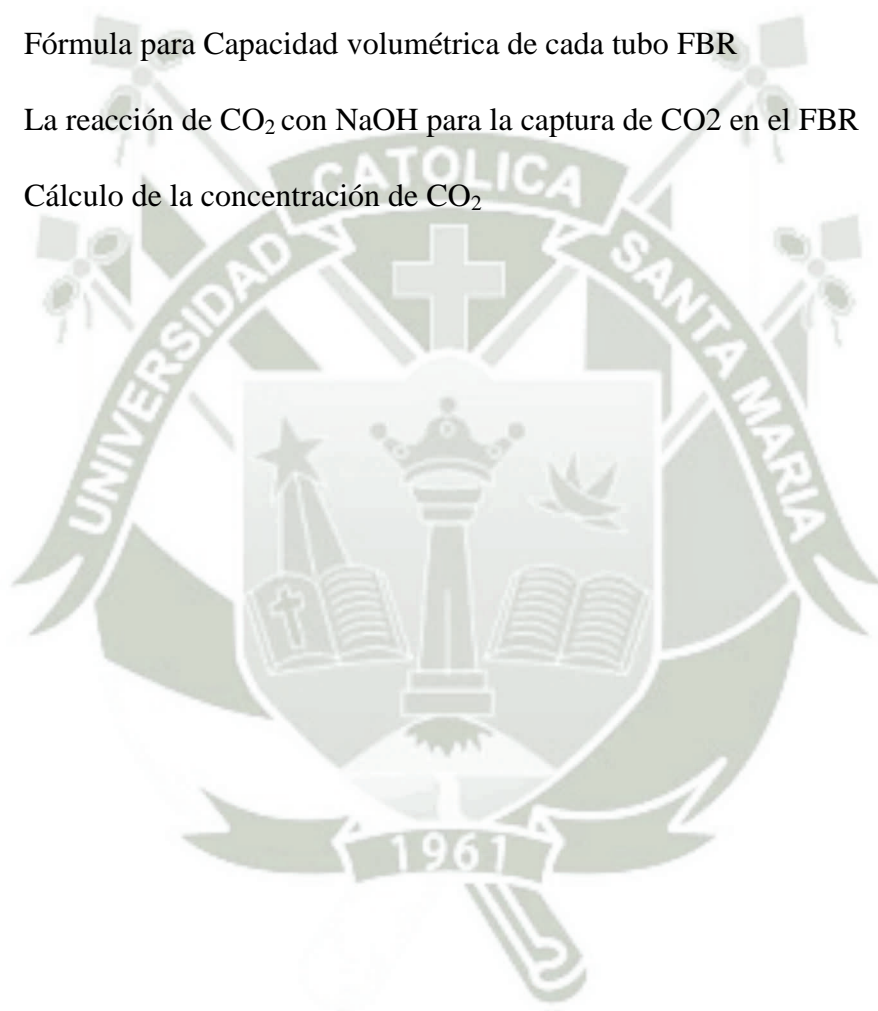 Fórmula para Capacidad volumétrica de cada tubo FBR
La reacción de CO₂ con NaOH para la captura de CO2 en el FBR
Cálculo de la concentración de CO₂
UNIVERSIDAD CATOLICA SANTA MARIA
1961